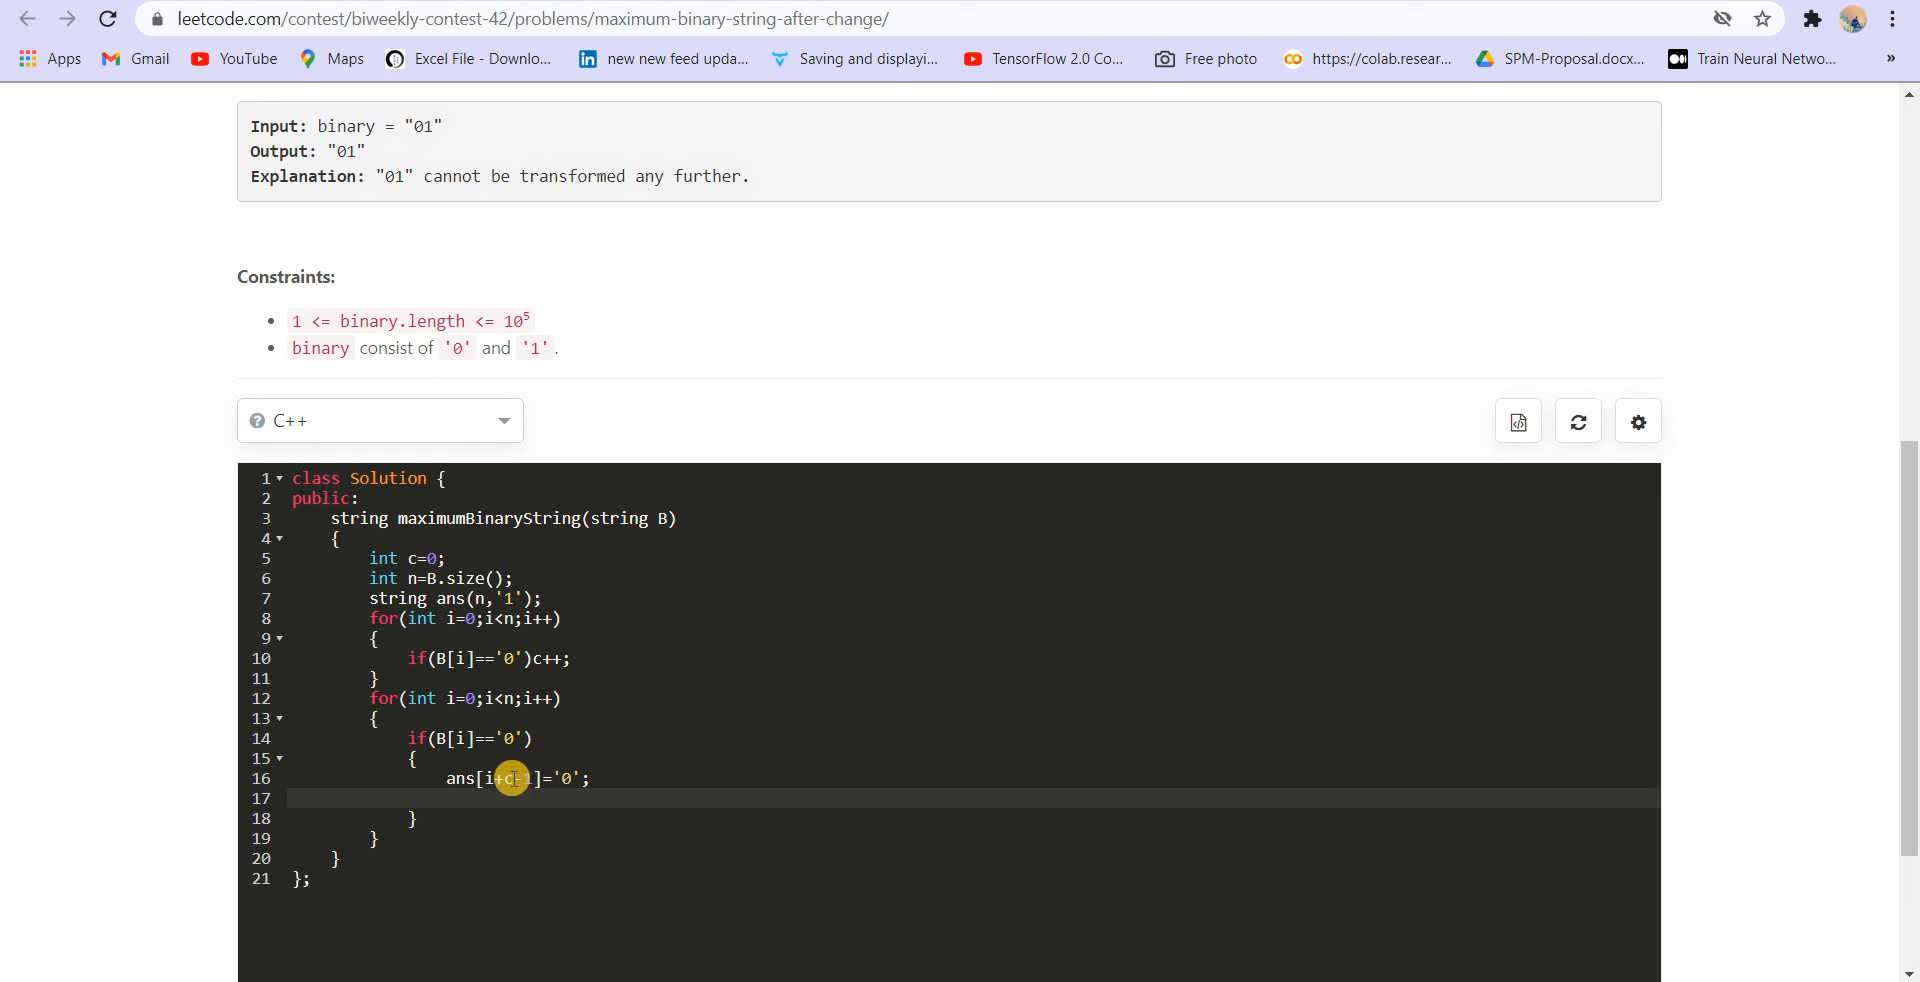 leetcode.com/contest/biweekly-contest-42/problems/maximum-binary-string-after-change/
Apps Gmail YouTube Maps Excel File - Downlo... new new feed upda... Saving and displayi... TensorFlow 2.0 Co... Free photo https://colab.resear... SPM-Proposal.docx... Train Neural Netwo... »
Input: binary = "01"
Output: "01"
Explanation: "01" cannot be transformed any further.
Constraints:
• 1 <= binary.length <= 10⁵
• binary consist of '0' and '1'.
? C++
1 class Solution {
2 public:
3 string maximumBinaryString(string B)
4 {
5 int c=0;
6 int n=B.size();
7 string ans(n,'1');
8 for(int i=0;i<n;i++)
9 {
10 if(B[i]=='0')c++;
11 }
12 for(int i=0;i<n;i++)
13 {
14 if(B[i]=='0')
15 {
16 ans[i+c-1]='0';
17
18 }
19 }
20 }
21 };